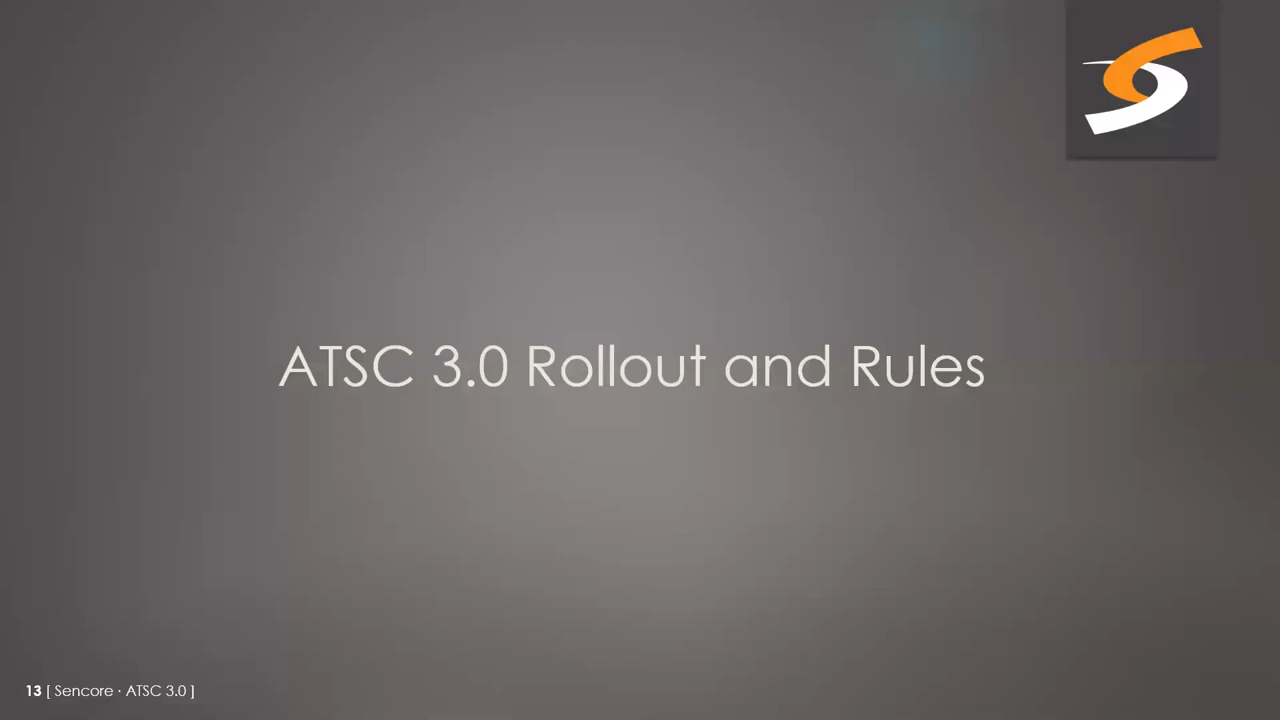 ATSC 3.0 Rollout and Rules
13 [ Sencore · ATSC 3.0 ]